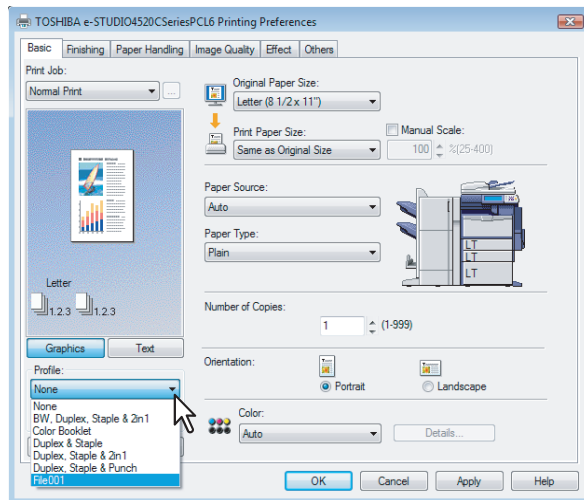 TOSHIBA e-STUDIO4520CSeriesPCL6 Printing Preferences
Basic Finishing Paper Handling Image Quality Effect Others
Print Job:
Normal Print
...
Letter
1.2.3 1.2.3
Graphics Text
Profile:
None
None
BW, Duplex, Staple & 2in1
Color Booklet
Duplex & Staple
Duplex, Staple & 2in1
Duplex, Staple & Punch
File001
Original Paper Size:
Letter (8 1/2 x 11")
Print Paper Size:
Same as Original Size
Manual Scale:
100 %(25-400)
Paper Source:
Auto
Paper Type:
Plain
LT
LT
LT
Number of Copies:
1 (1-999)
Orientation:
Portrait Landscape
Color:
Auto
Details...
OK Cancel Apply Help